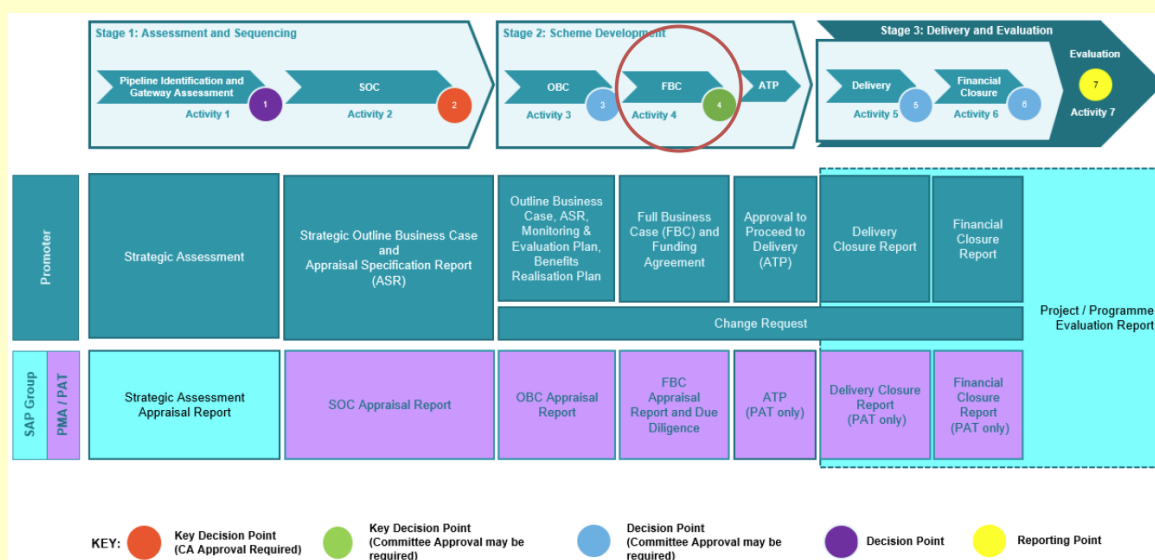 Stage 1: Assessment and Sequencing
Pipeline Identification and
Gateway Assessment
1
Activity 1
SOC
2
Activity 2
Stage 2: Scheme Development
OBC
3
Activity 3
FBC
4
Activity 4
ATP
Stage 3: Delivery and Evaluation
Delivery
5
Activity 5
Financial
Closure
6
Activity 6
Evaluation
7
Activity 7
Promoter
Strategic Assessment
Strategic Outline Business Case
and
Appraisal Specification Report
(ASR)
Outline Business
Case, ASR,
Monitoring &
Evaluation Plan,
Benefits
Realisation Plan
Full Business
Case (FBC) and
Funding
Agreement
Approval to
Proceed to
Delivery
(ATP)
Delivery
Closure Report
Financial
Closure
Report
Change Request
Project / Programme
Evaluation Report
SAP Group
PMA / PAT
Strategic Assessment
Appraisal Report
SOC Appraisal Report
OBC Appraisal
Report
FBC
Appraisal
Report and Due
Diligence
ATP
(PAT only)
Delivery Closure
Report
(PAT only)
Financial
Closure
Report
(PAT only)
KEY:
Key Decision Point
(CA Approval Required)
Key Decision Point
(Committee Approval may be
required)
Decision Point
(Committee Approval may be
required)
Decision Point
Reporting Point